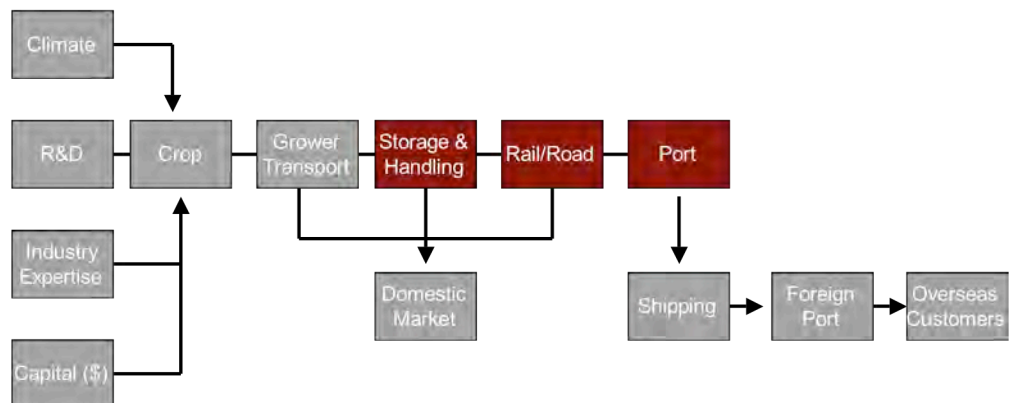 Climate
R&D
Crop
Grower
Transport
Storage &
Handling
Rail/Road
Port
Industry
Expertise
Domestic
Market
Shipping
Foreign
Port
Overseas
Customers
Capital ($)